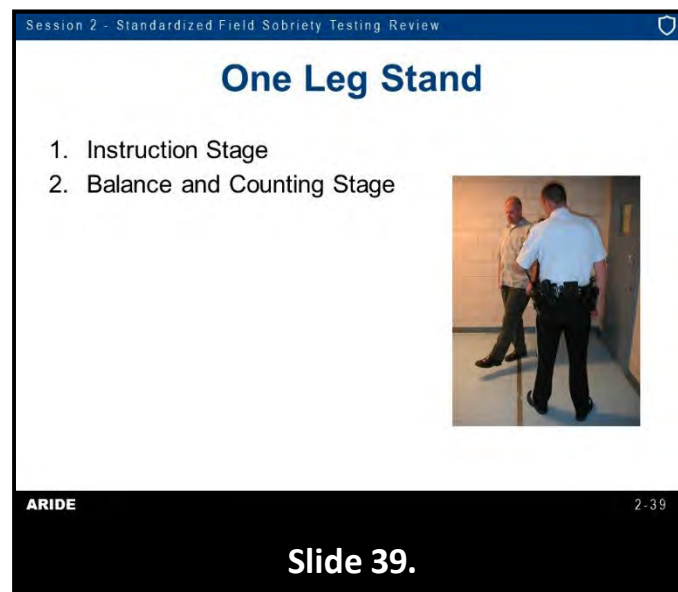 Session 2 - Standardized Field Sobriety Testing Review
One Leg Stand
1. Instruction Stage
2. Balance and Counting Stage
ARIDE
2-39
Slide 39.